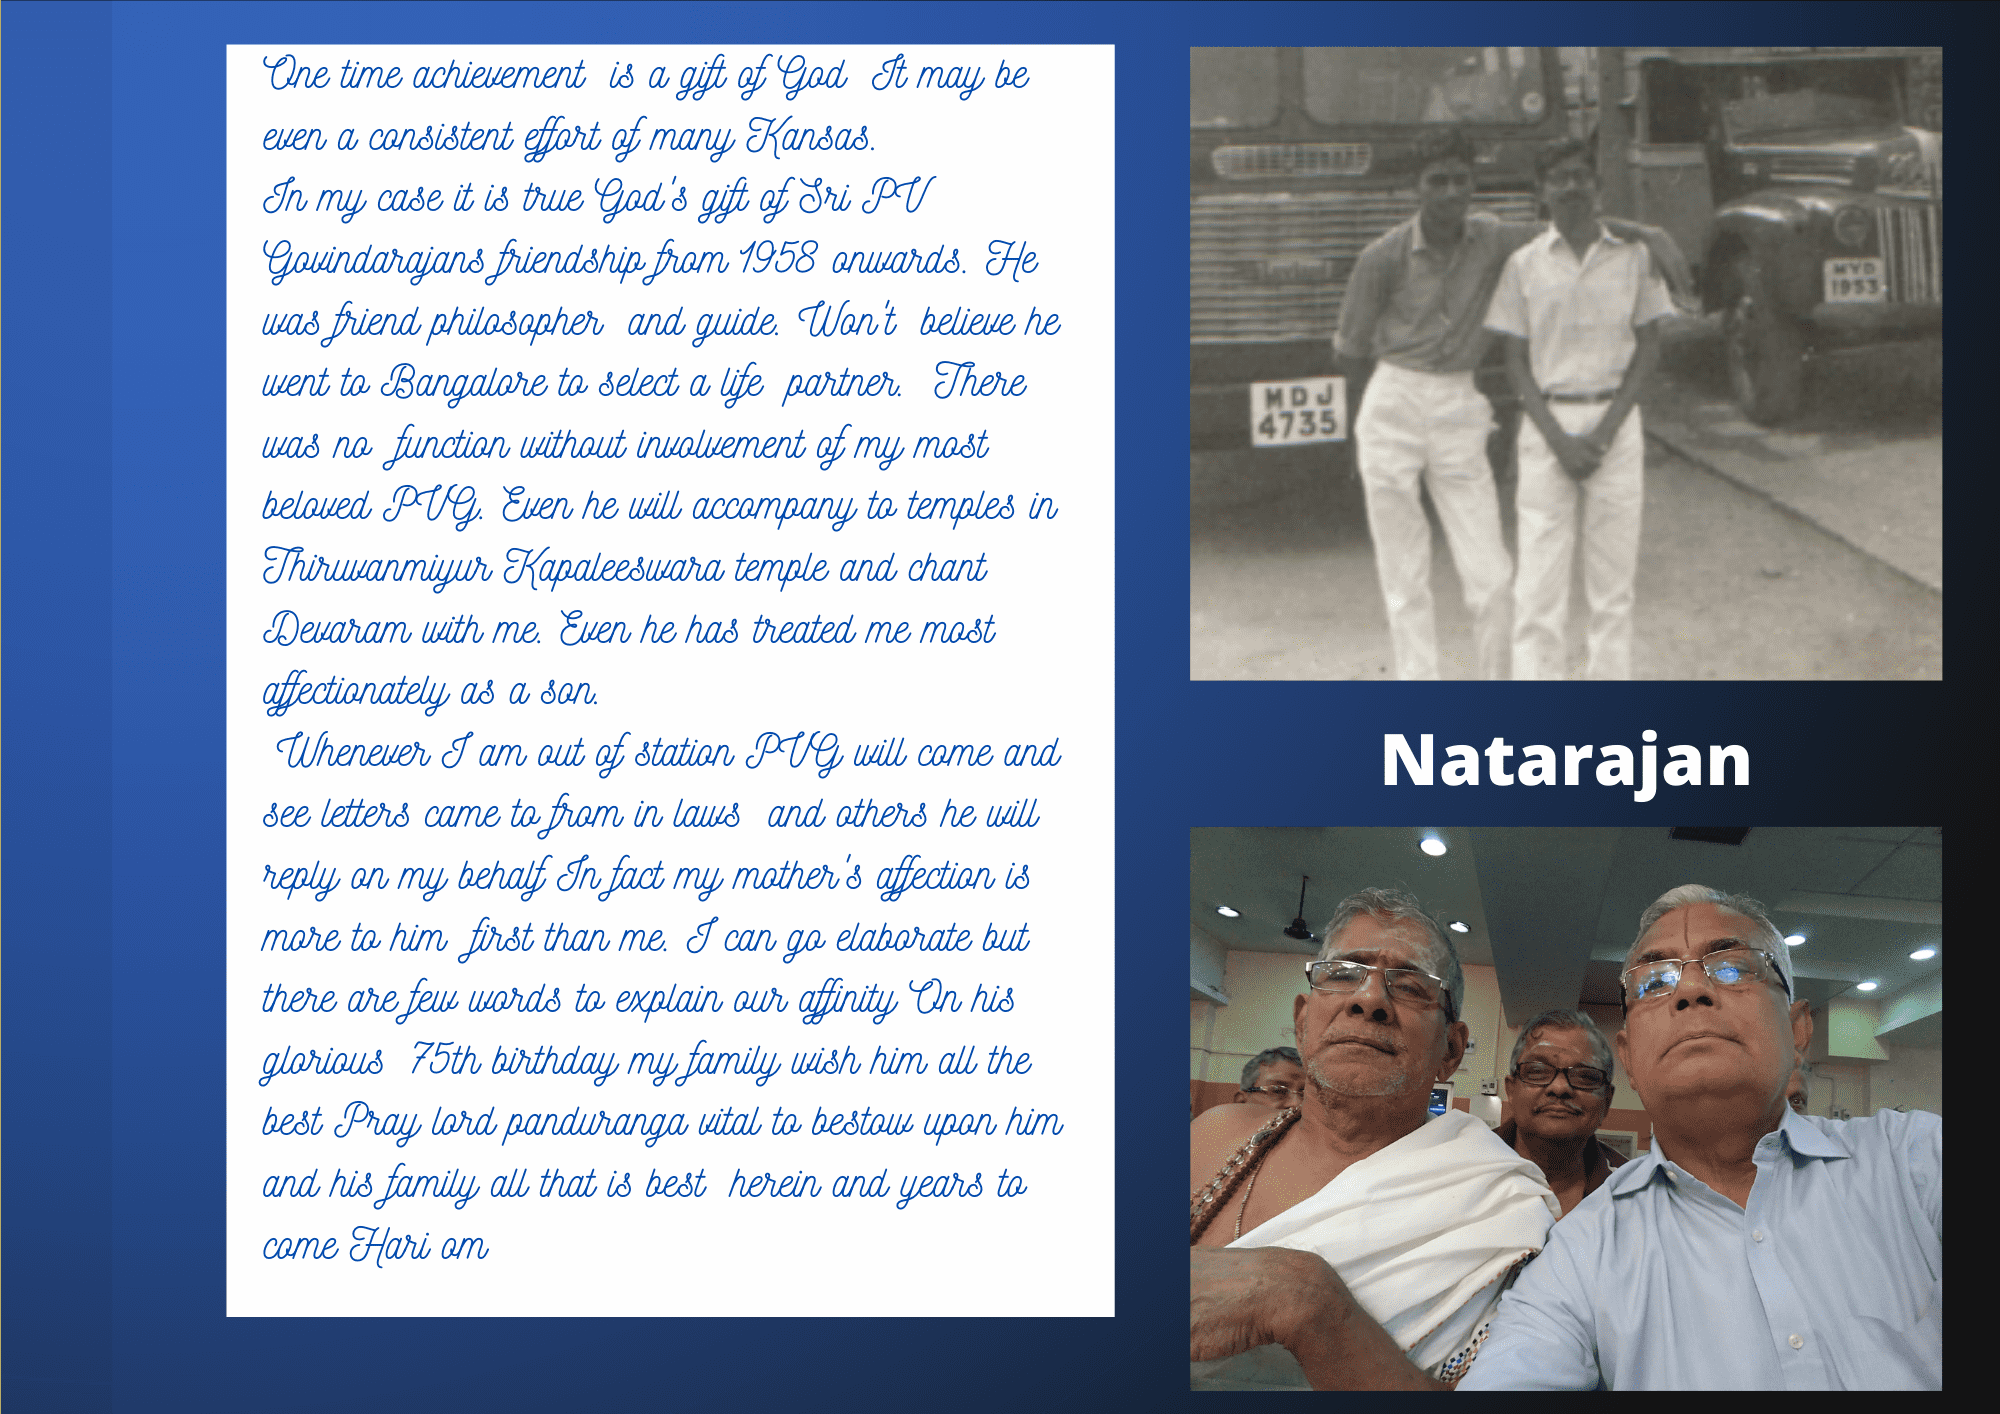 One time achievement is a gift of God It may be
even a consistent effort of many Kansas.
In my case it is true God's gift of Sri PV
Govindarajans friendship from 1958 onwards. He
was friend philosopher and guide. Won't believe he
went to Bangalore to select a life partner. There
was no function without involvement of my most
beloved PVG. Even he will accompany to temples in
Thiruvanmiyur Kapaleeswara temple and chant
Devaram with me. Even he has treated me most
affectionately as a son.
Whenever I am out of station PVG will come and
see letters came to from in laws and others he will
reply on my behalf In fact my mother's affection is
more to him first than me. I can go elaborate but
there are few words to explain our affinity On his
glorious 75th birthday my family wish him all the
best Pray lord panduranga vital to bestow upon him
and his family all that is best herein and years to
come Hari om
MDJ
4735
MYD
1953
Natarajan